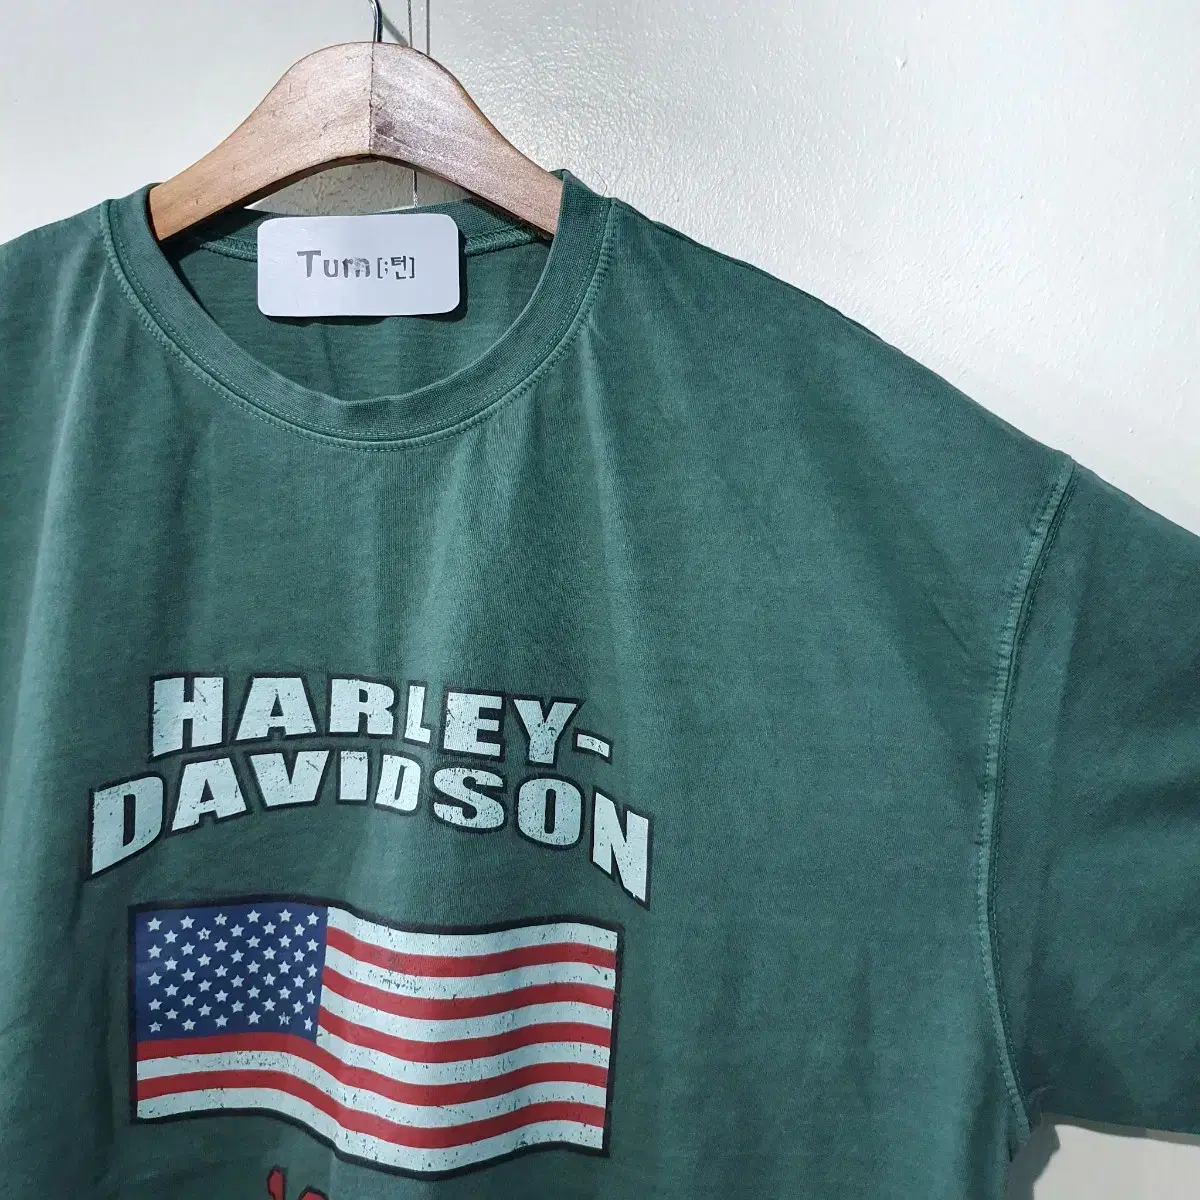 Turn [;턴]
HARLEY-
DAVIDSON